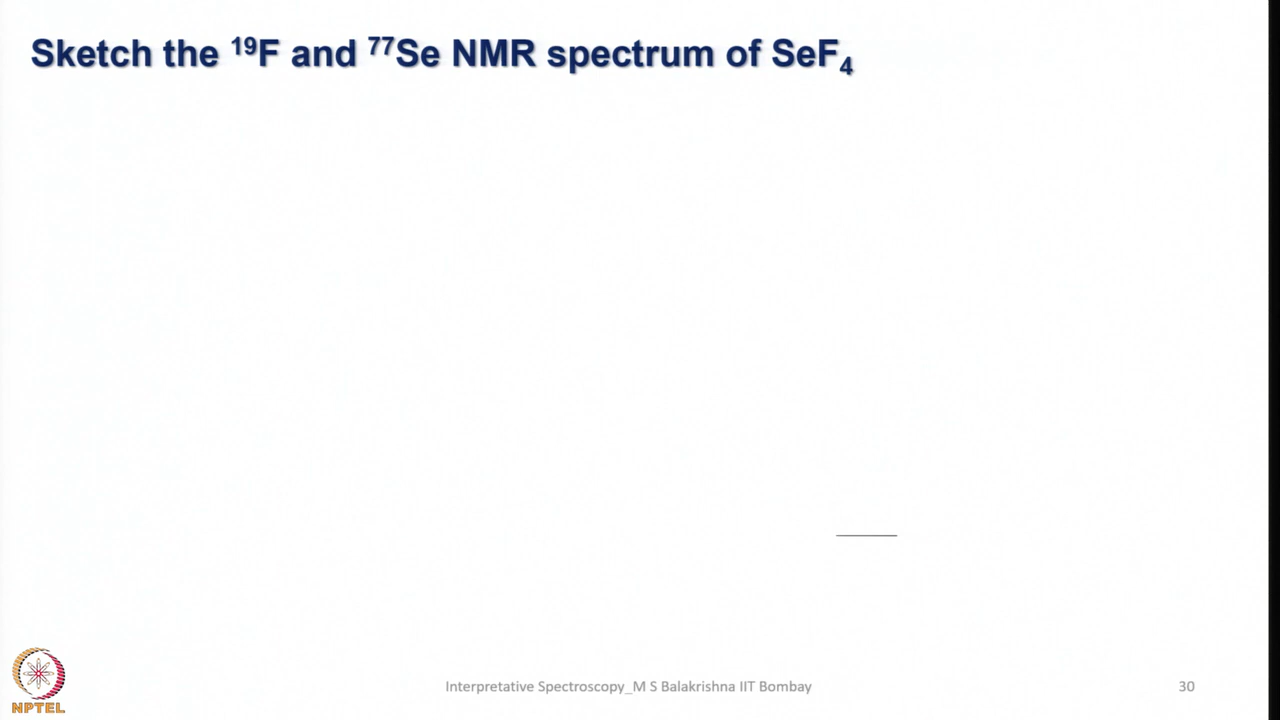 Sketch the ¹⁹F and ⁷⁷Se NMR spectrum of SeF₄
NPTEL
Interpretative Spectroscopy_M S Balakrishna IIT Bombay
30